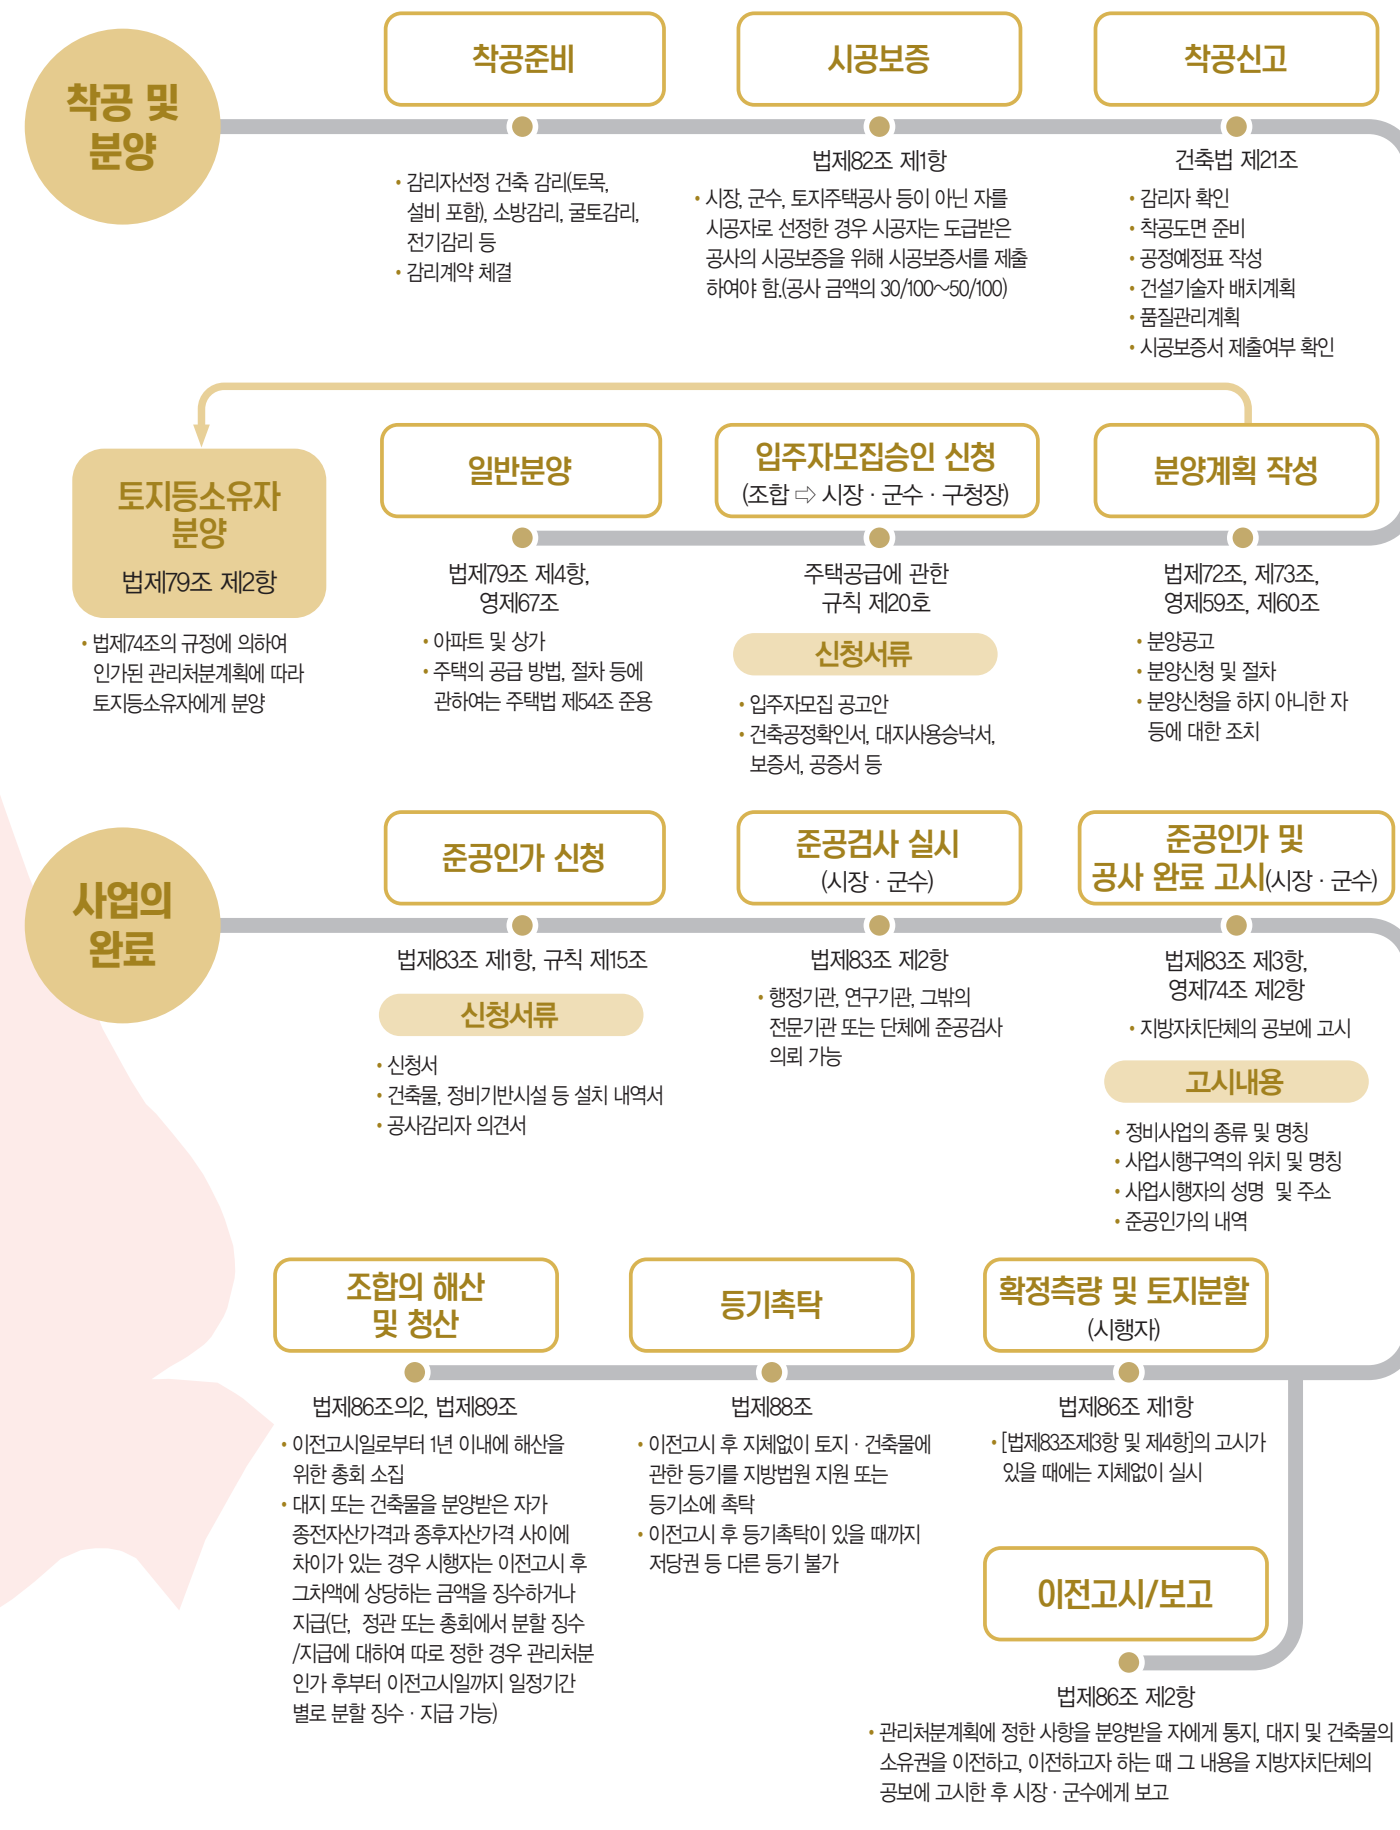 착공 및
분양
착공준비
• 감리자선정 건축 감리(토목,
설비 포함), 소방감리, 굴토감리,
전기감리 등
• 감리계약 체결
시공보증
법제82조 제1항
• 시장, 군수, 토지주택공사 등이 아닌 자를
시공자로 선정한 경우 시공자는 도급받은
공사의 시공보증을 위해 시공보증서를 제출
하여야 함.(공사 금액의 30/100~50/100)
착공신고
건축법 제21조
• 감리자 확인
• 착공도면 준비
• 공정예정표 작성
• 건설기술자 배치계획
• 품질관리계획
• 시공보증서 제출여부 확인
토지등소유자
분양
법제79조 제2항
• 법제74조의 규정에 의하여
인가된 관리처분계획에 따라
토지등소유자에게 분양
일반분양
법제79조 제4항,
영제67조
• 아파트 및 상가
• 주택의 공급 방법, 절차 등에
관하여는 주택법 제54조 준용
입주자모집승인 신청
(조합 ⇨ 시장 · 군수 · 구청장)
주택공급에 관한
규칙 제20호
신청서류
• 입주자모집 공고안
• 건축공정확인서, 대지사용승낙서,
보증서, 공증서 등
분양계획 작성
법제72조, 제73조,
영제59조, 제60조
• 분양공고
• 분양신청 및 절차
• 분양신청을 하지 아니한 자
등에 대한 조치
사업의
완료
준공인가 신청
법제83조 제1항, 규칙 제15조
신청서류
• 신청서
• 건축물, 정비기반시설 등 설치 내역서
• 공사감리자 의견서
준공검사 실시
(시장 · 군수)
법제83조 제2항
• 행정기관, 연구기관, 그밖의
전문기관 또는 단체에 준공검사
의뢰 가능
준공인가 및
공사 완료 고시(시장 · 군수)
법제83조 제3항,
영제74조 제2항
• 지방자치단체의 공보에 고시
고시내용
• 정비사업의 종류 및 명칭
• 사업시행구역의 위치 및 명칭
• 사업시행자의 성명 및 주소
• 준공인가의 내역
조합의 해산
및 청산
법제86조의2, 법제89조
• 이전고시일로부터 1년 이내에 해산을
위한 총회 소집
• 대지 또는 건축물을 분양받은 자가
종전자산가격과 종후자산가격 사이에
차이가 있는 경우 시행자는 이전고시 후
그차액에 상당하는 금액을 징수하거나
지급(단, 정관 또는 총회에서 분할 징수
/지급에 대하여 따로 정한 경우 관리처분
인가 후부터 이전고시일까지 일정기간
별로 분할 징수 · 지급 가능)
등기촉탁
법제88조
• 이전고시 후 지체없이 토지 · 건축물에
관한 등기를 지방법원 지원 또는
등기소에 촉탁
• 이전고시 후 등기촉탁이 있을 때까지
저당권 등 다른 등기 불가
확정측량 및 토지분할
(시행자)
법제86조 제1항
• [법제83조제3항 및 제4항]의 고시가
있을 때에는 지체없이 실시
이전고시/보고
법제86조 제2항
• 관리처분계획에 정한 사항을 분양받을 자에게 통지, 대지 및 건축물의
소유권을 이전하고, 이전하고자 하는 때 그 내용을 지방자치단체의
공보에 고시한 후 시장 · 군수에게 보고